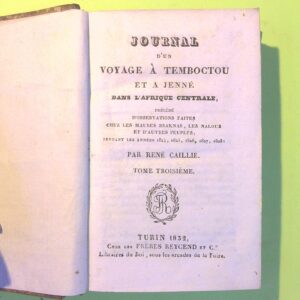 JOURNAL
D'UN
VOYAGE À TEMBOCTOU
ET A JENNÉ
DANS L'AFRIQUE CENTRALE,
PRÉCÉDÉ
D'OBSERVATIONS FAITES
CHEZ LES MAURES BRAKNAS, LES NALOUS
ET D'AUTRES PEUPLES,
PENDANT LES ANNÉES 1824, 1825, 1826, 1827, 1828:
PAR RENÉ CAILLIE.
TOME TROISIÈME.
TURIN 1832,
CHEZ LES FRÈRES REYCEND ET C.ie
Libraires du Roi, sous les arcades de la Foire.